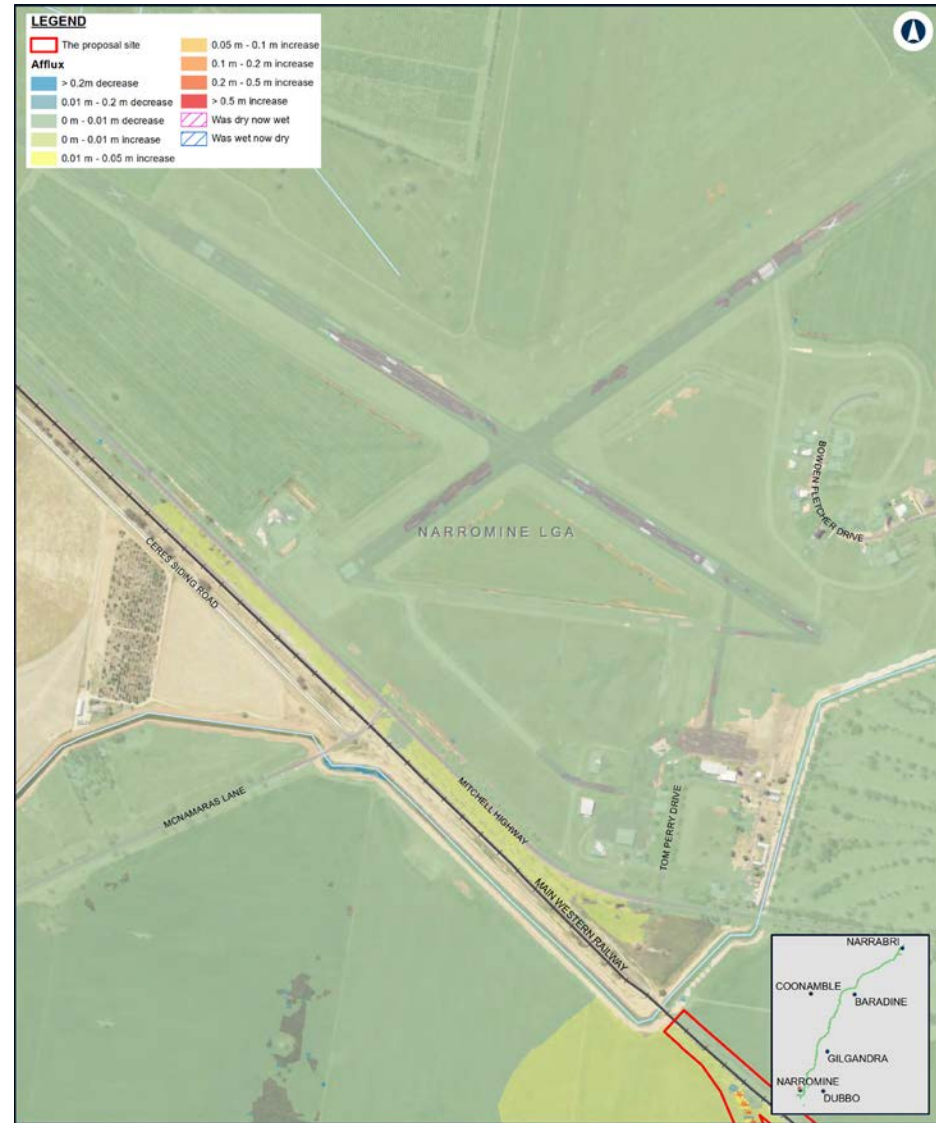 LEGEND
The proposal site
Afflux
> 0.2m decrease
0.01 m - 0.2 m decrease
0 m - 0.01 m decrease
0 m - 0.01 m increase
0.01 m - 0.05 m increase
0.05 m - 0.1 m increase
0.1 m - 0.2 m increase
0.2 m - 0.5 m increase
> 0.5 m increase
Was dry now wet
Was wet now dry
BOWDEN FLETCHER DRIVE
NARROMINE LGA
CERES SIDING ROAD
MCNAMARAS LANE
MITCHELL HIGHWAY
TOM PERRY DRIVE
MAIN WESTERN RAILWAY
NARRABRI
COONAMBLE
BARADINE
GILGANDRA
NARROMINE
DUBBO